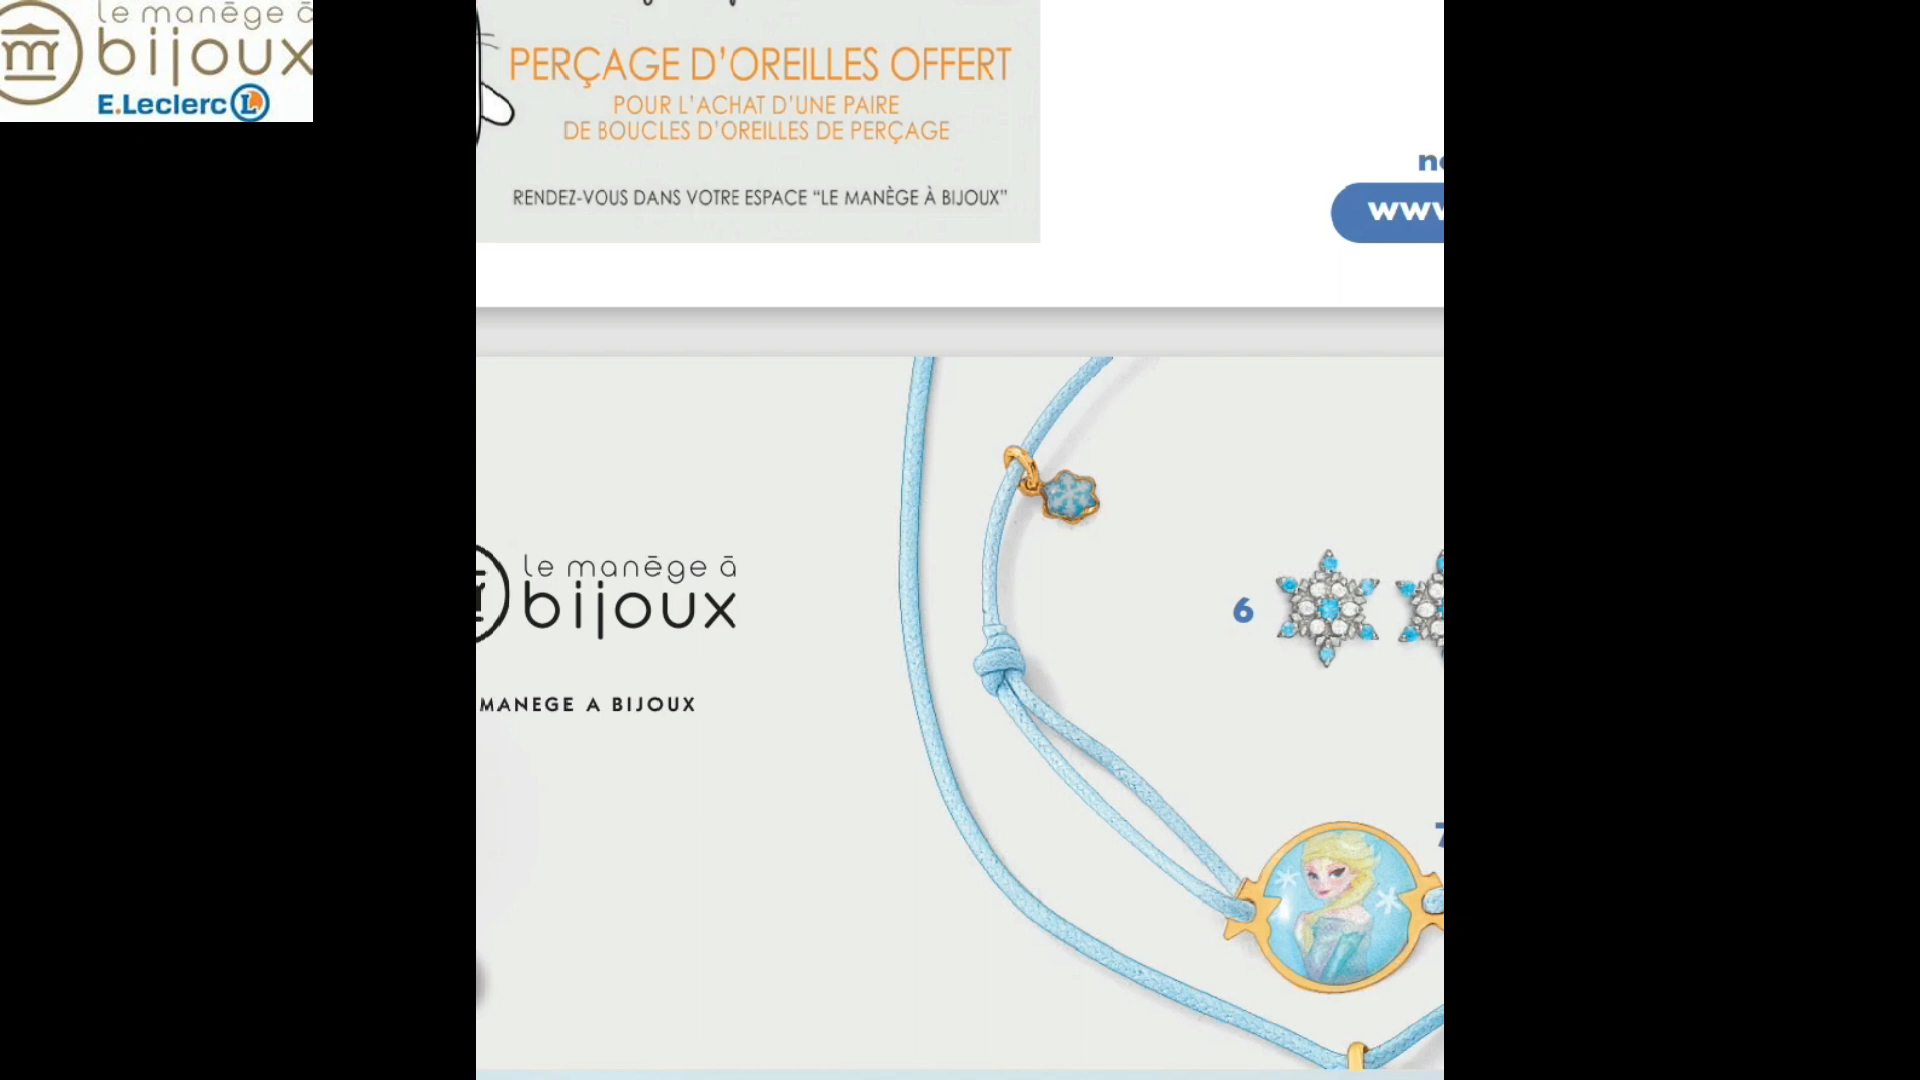 le manège à
bijoux
E.Leclerc
PERÇAGE D'OREILLES OFFERT
POUR L'ACHAT D'UNE PAIRE
DE BOUCLES D'OREILLES DE PERÇAGE
RENDEZ-VOUS DANS VOTRE ESPACE “LE MANÈGE À BIJOUX”
le manège à
bijoux
MANEGE A BIJOUX
6
7